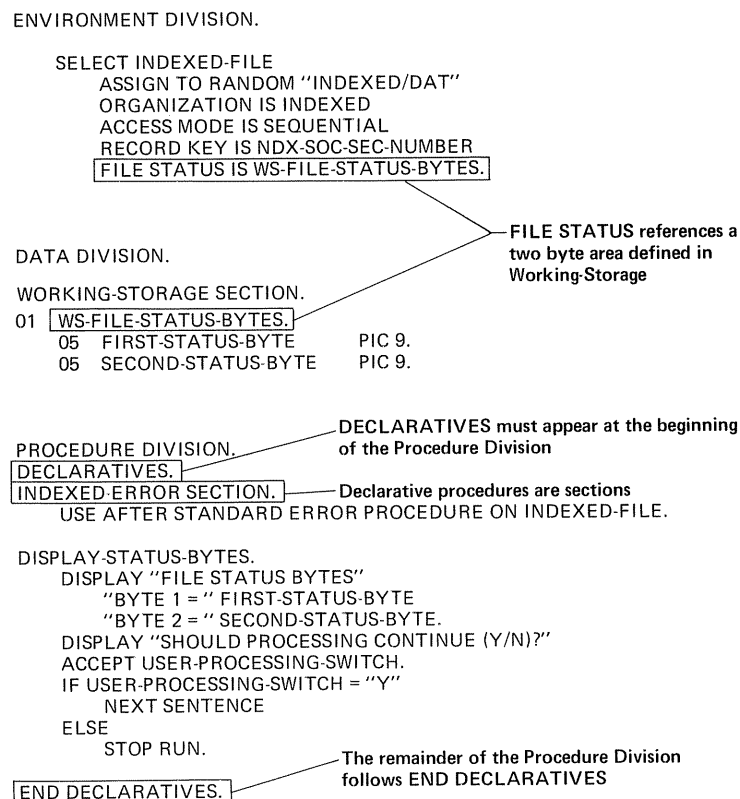 ENVIRONMENT DIVISION.
SELECT INDEXED-FILE
ASSIGN TO RANDOM "INDEXED/DAT"
ORGANIZATION IS INDEXED
ACCESS MODE IS SEQUENTIAL
RECORD KEY IS NDX-SOC-SEC-NUMBER
FILE STATUS IS WS-FILE-STATUS-BYTES.
FILE STATUS references a
two byte area defined in
Working-Storage
DATA DIVISION.
WORKING-STORAGE SECTION.
01 WS-FILE-STATUS-BYTES.
05 FIRST-STATUS-BYTE PIC 9.
05 SECOND-STATUS-BYTE PIC 9.
DECLARATIVES must appear at the beginning
of the Procedure Division
PROCEDURE DIVISION.
DECLARATIVES.
INDEXED-ERROR SECTION.
Declarative procedures are sections
USE AFTER STANDARD ERROR PROCEDURE ON INDEXED-FILE.
DISPLAY-STATUS-BYTES.
DISPLAY "FILE STATUS BYTES"
"BYTE 1 = " FIRST-STATUS-BYTE
"BYTE 2 = " SECOND-STATUS-BYTE.
DISPLAY "SHOULD PROCESSING CONTINUE (Y/N)?"
ACCEPT USER-PROCESSING-SWITCH.
IF USER-PROCESSING-SWITCH = "Y"
NEXT SENTENCE
ELSE
STOP RUN.
The remainder of the Procedure Division
follows END DECLARATIVES
END DECLARATIVES.